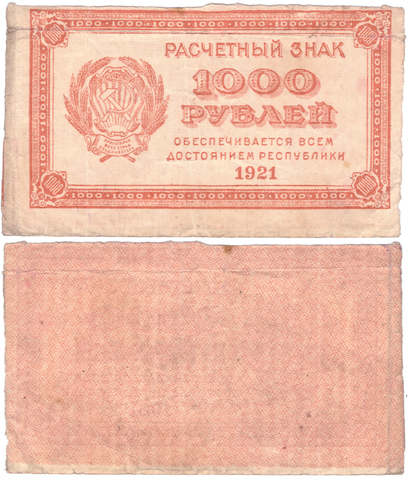 РАСЧЕТНЫЙ ЗНАК
1000
РУБЛЕЙ
ОБЕСПЕЧИВАЕТСЯ ВСЕМ
ДОСТОЯНИЕМ РЕСПУБЛИКИ
1921